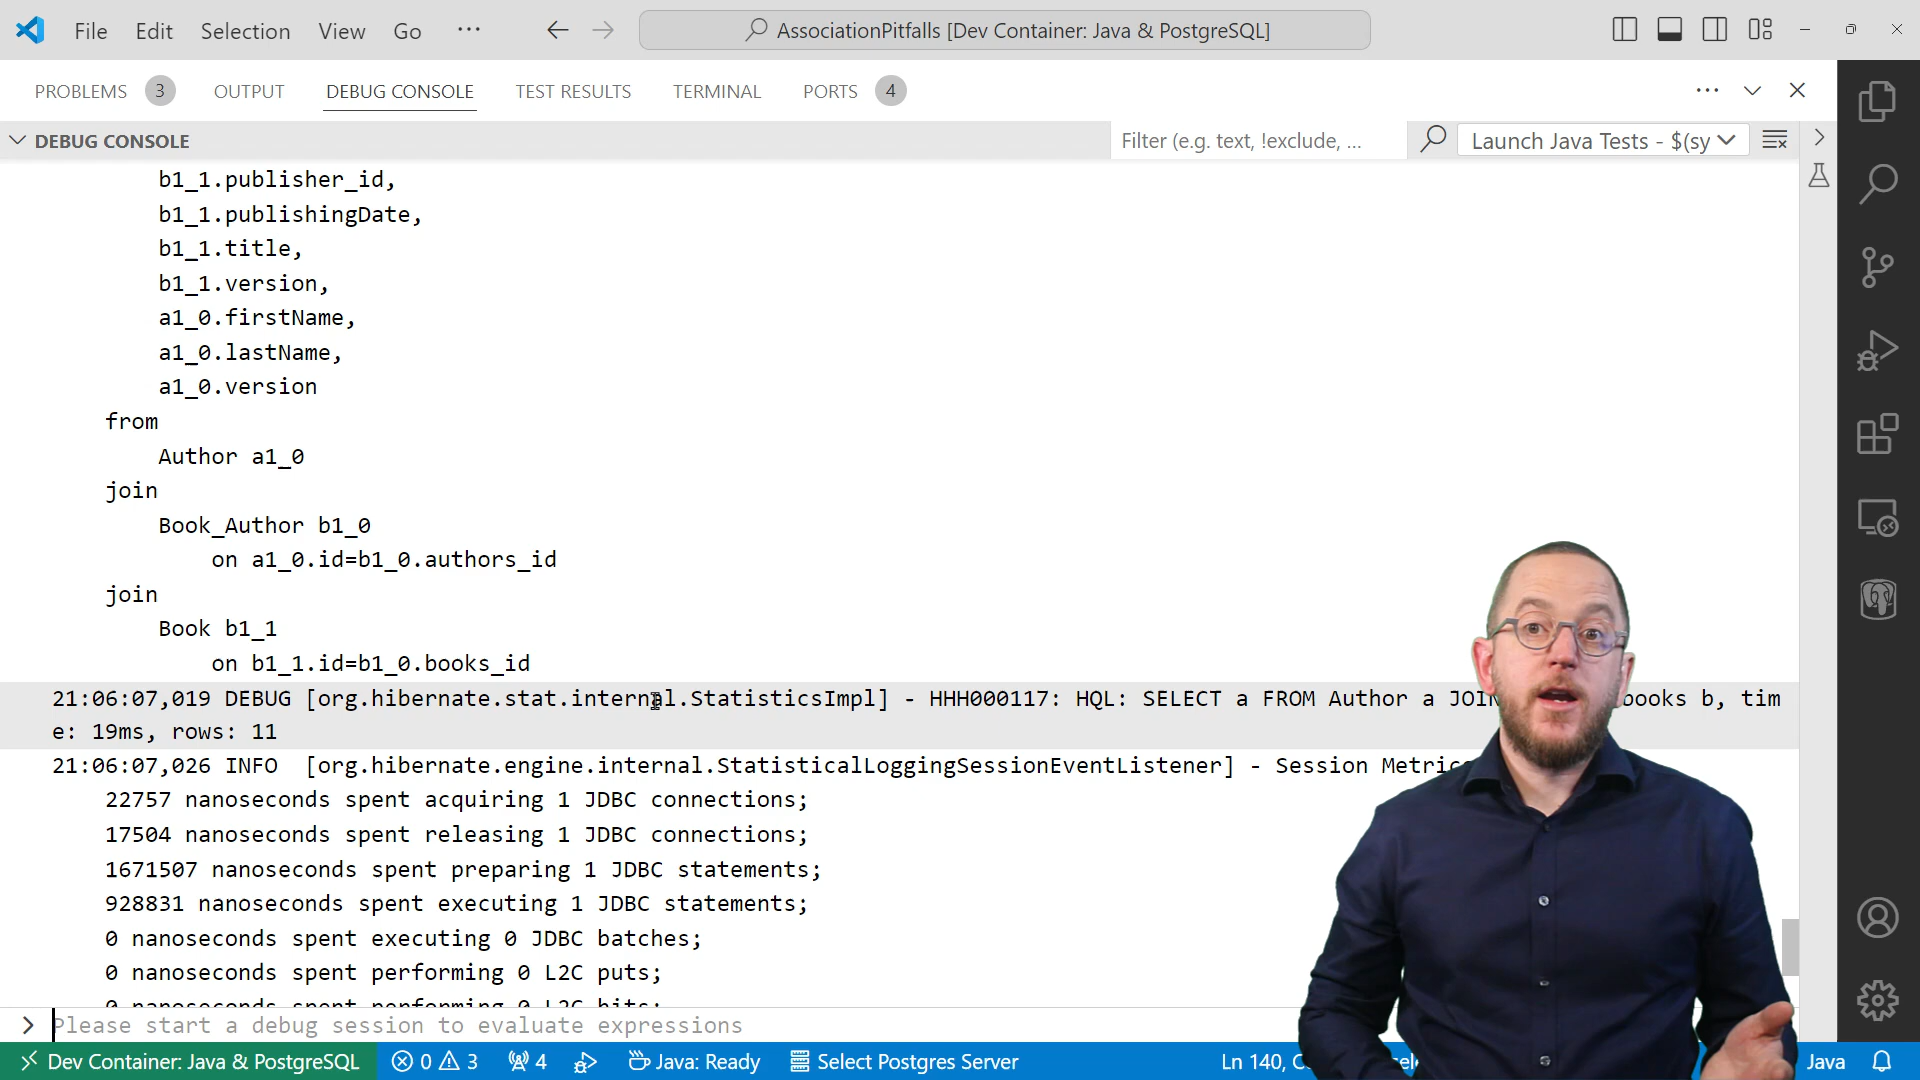 File Edit Selection View Go ··· AssociationPitfalls [Dev Container: Java & PostgreSQL]
PROBLEMS 3 OUTPUT DEBUG CONSOLE TEST RESULTS TERMINAL PORTS 4 ···
DEBUG CONSOLE Filter (e.g. text, !exclude, ... Launch Java Tests - $(sy
b1_1.publisher_id,
b1_1.publishingDate,
b1_1.title,
b1_1.version,
a1_0.firstName,
a1_0.lastName,
a1_0.version
from
Author a1_0
join
Book_Author b1_0
on a1_0.id=b1_0.authors_id
join
Book b1_1
on b1_1.id=b1_0.books_id
21:06:07,019 DEBUG [org.hibernate.stat.internal.StatisticsImpl] - HHH000117: HQL: SELECT a FROM Author a books b, tim
e: 19ms, rows: 11
21:06:07,026 INFO [org.hibernate.engine.internal.StatisticalLoggingSessionEventListener] - Session
22757 nanoseconds spent acquiring 1 JDBC connections;
17504 nanoseconds spent releasing 1 JDBC connections;
1671507 nanoseconds spent preparing 1 JDBC statements;
928831 nanoseconds spent executing 1 JDBC statements;
0 nanoseconds spent executing 0 JDBC batches;
0 nanoseconds spent performing 0 L2C puts;
0 nanoseconds spent performing 0 L2C hits;
> Please start a debug session to evaluate expressions
Dev Container: Java & PostgreSQL 0 3 4 Java: Ready Select Postgres Server Ln 140, Java